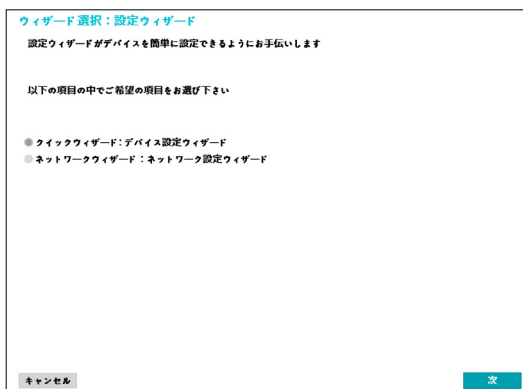 ウィザード 選択：設定ウィザード
設定ウィザードがデバイスを簡単に設定できるようにお手伝いします
以下の項目の中でご希望の項目をお選び下さい
クイックウィザード：デバイス設定ウィザード
ネットワークウィザード：ネットワーク設定ウィザード
キャンセル
次